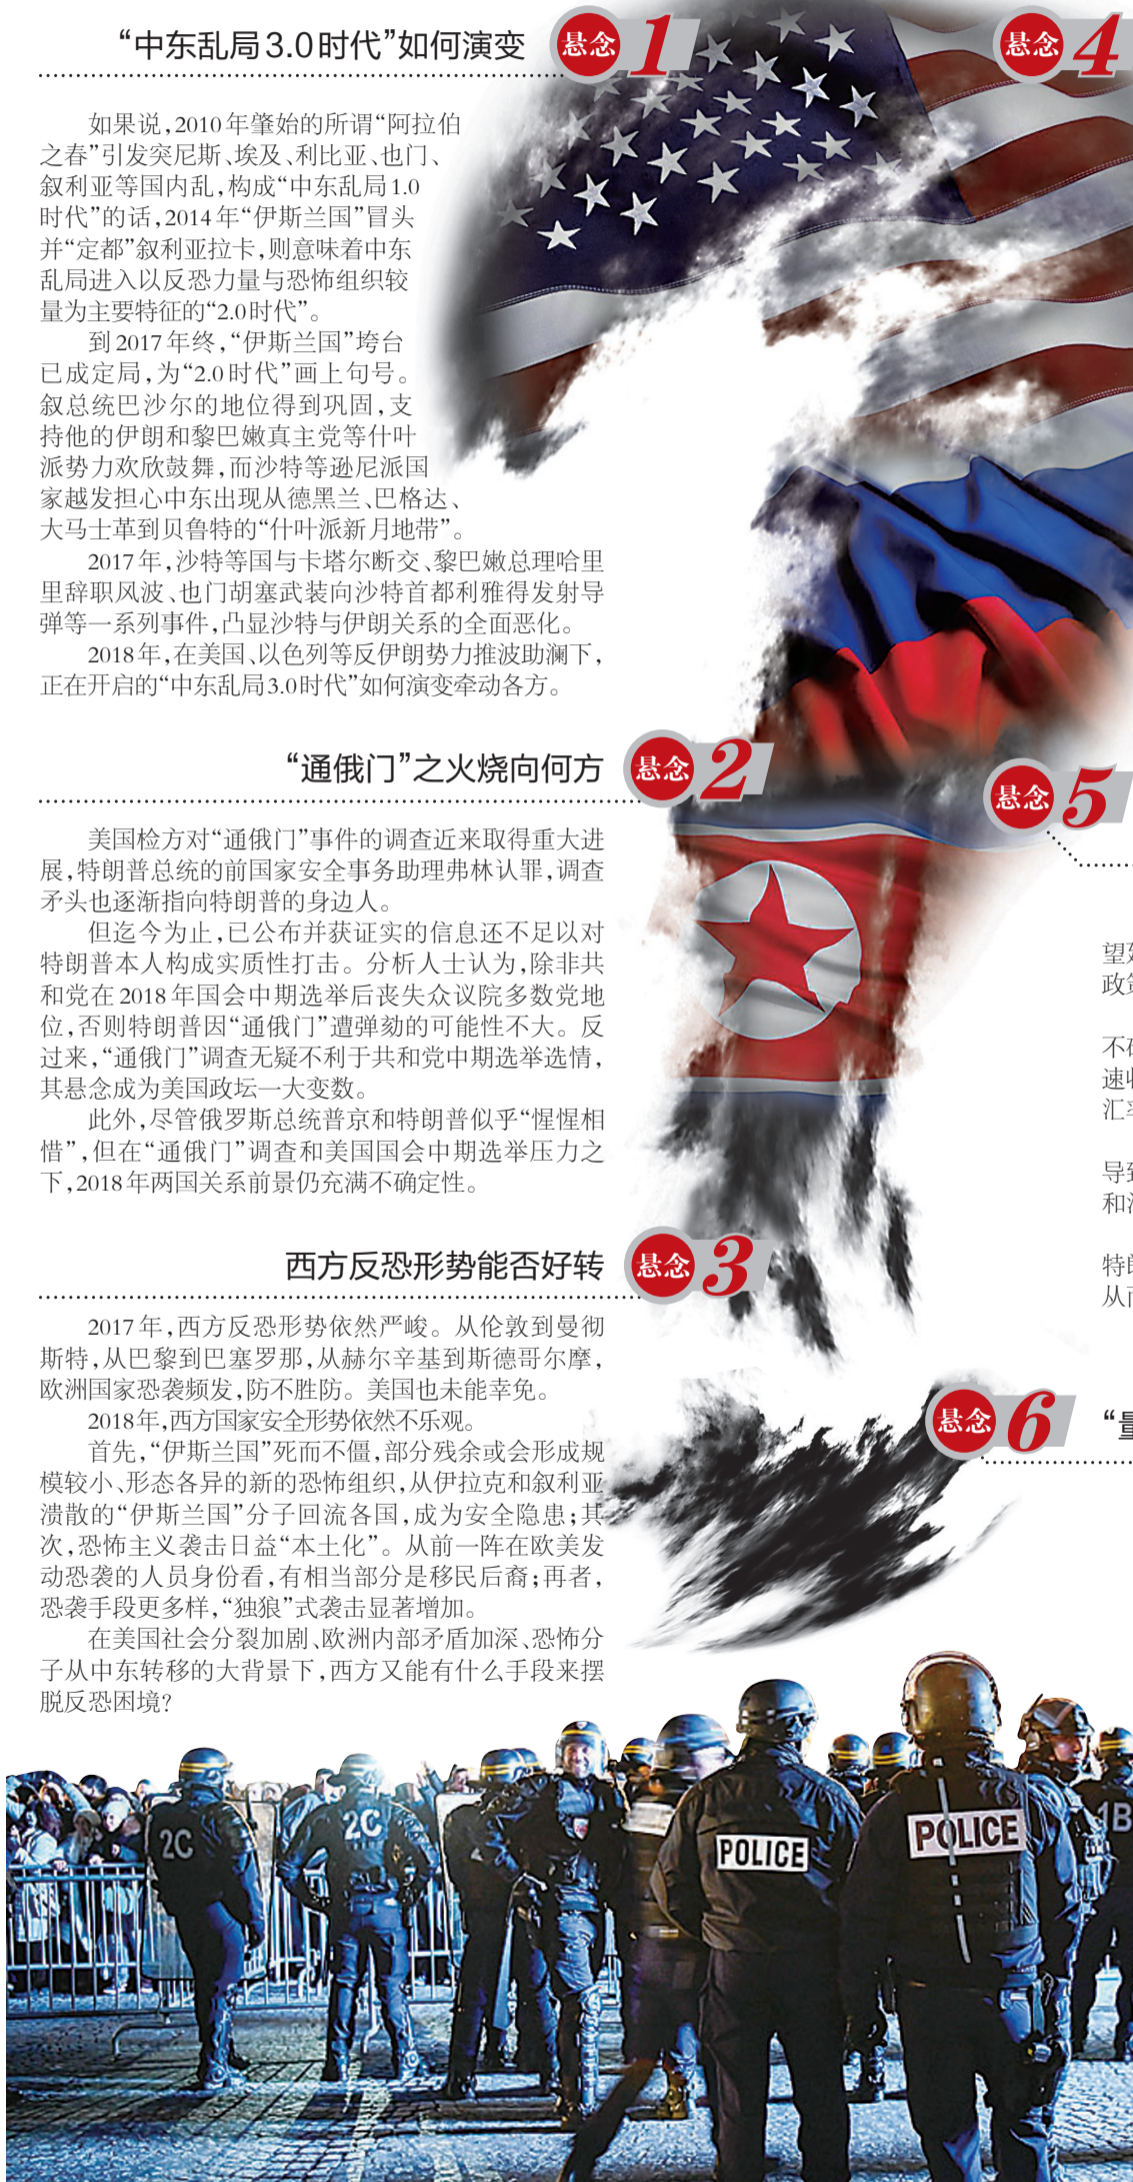 “中东乱局3.0时代”如何演变
悬念1
如果说，2010年肇始的所谓“阿拉伯
之春”引发突尼斯、埃及、利比亚、也门、
叙利亚等国内乱，构成“中东乱局1.0
时代”的话，2014年“伊斯兰国”冒头
并“定都”叙利亚拉卡，则意味着中东
乱局进入以反恐力量与恐怖组织较
量为主要特征的“2.0时代”。
到2017年终，“伊斯兰国”垮台
已成定局，为“2.0时代”画上句号。
叙总统巴沙尔的地位得到巩固，支
持他的伊朗和黎巴嫩真主党等什叶
派势力欢欣鼓舞，而沙特等逊尼派国
家越发担心中东出现从德黑兰、巴格达、
大马士革到贝鲁特的“什叶派新月地带”。
2017年，沙特等国与卡塔尔断交、黎巴嫩总理哈里
里辞职风波、也门胡塞武装向沙特首都利雅得发射导
弹等一系列事件，凸显沙特与伊朗关系的全面恶化。
2018年，在美国、以色列等反伊朗势力推波助澜下，
正在开启的“中东乱局3.0时代”如何演变牵动各方。
“通俄门”之火烧向何方
悬念2
美国检方对“通俄门”事件的调查近来取得重大进
展，特朗普总统的前国家安全事务助理弗林认罪，调查
矛头也逐渐指向特朗普的身边人。
但迄今为止，已公布并获证实的信息还不足以对
特朗普本人构成实质性打击。分析人士认为，除非共
和党在2018年国会中期选举后丧失众议院多数党地
位，否则特朗普因“通俄门”遭弹劾的可能性不大。反
过来，“通俄门”调查无疑不利于共和党中期选举选情，
其悬念成为美国政坛一大变数。
此外，尽管俄罗斯总统普京和特朗普似乎“惺惺相
惜”，但在“通俄门”调查和美国国会中期选举压力之
下，2018年两国关系前景仍充满不确定性。
西方反恐形势能否好转
悬念3
2017年，西方反恐形势依然严峻。从伦敦到曼彻
斯特，从巴黎到巴塞罗那，从赫尔辛基到斯德哥尔摩，
欧洲国家恐袭频发，防不胜防。美国也未能幸免。
2018年，西方国家安全形势依然不乐观。
首先，“伊斯兰国”死而不僵，部分残余或会形成规
模较小、形态各异的新的恐怖组织，从伊拉克和叙利亚
溃散的“伊斯兰国”分子回流各国，成为安全隐患；其
次，恐怖主义袭击日益“本土化”。从前一阵在欧美发
动恐袭的人员身份看，有相当部分是移民后裔；再者，
恐袭手段更多样，“独狼”式袭击显著增加。
在美国社会分裂加剧、欧洲内部矛盾加深、恐怖分
子从中东转移的大背景下，西方又能有什么手段来摆
脱反恐困境？
悬念4
悬念5
望
政
不
速
汇
导
和
特
从
悬念6
“量
2C
2C
POLICE
POLICE
1B